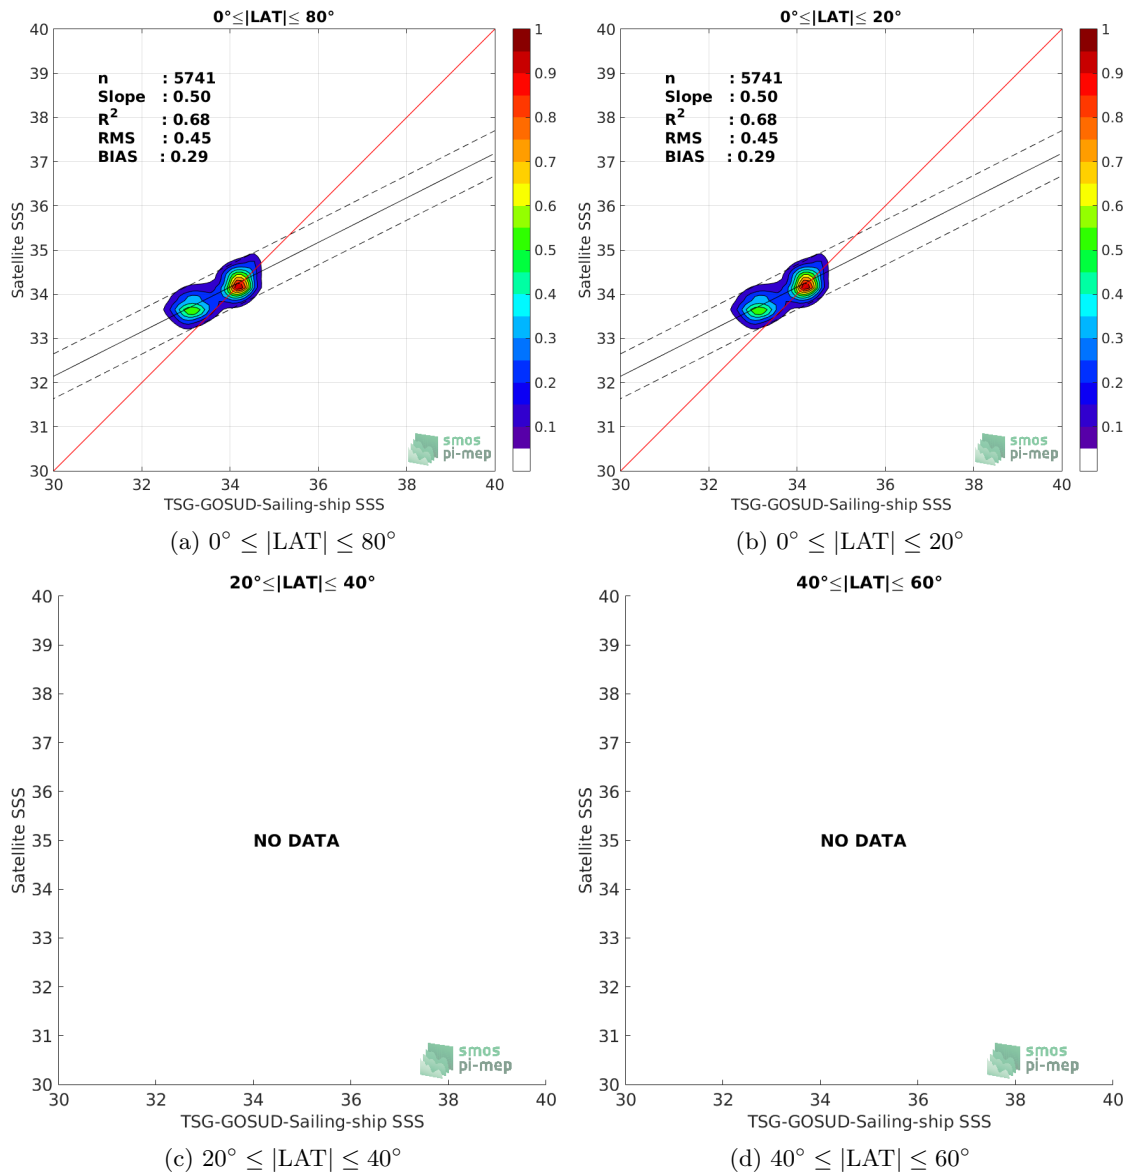 0°≤|LAT|≤ 80°
40
39
38
37
36
35
34
33
32
31
30
Satellite SSS
n : 5741
Slope : 0.50
R² : 0.68
RMS : 0.45
BIAS : 0.29
smos
pi-mep
30 32 34 36 38 40
TSG-GOSUD-Sailing-ship SSS
1
0.9
0.8
0.7
0.6
0.5
0.4
0.3
0.2
0.1
(a) 0° ≤ |LAT| ≤ 80°
0°≤|LAT|≤ 20°
40
39
38
37
36
35
34
33
32
31
30
Satellite SSS
n : 5741
Slope : 0.50
R² : 0.68
RMS : 0.45
BIAS : 0.29
smos
pi-mep
30 32 34 36 38 40
TSG-GOSUD-Sailing-ship SSS
1
0.9
0.8
0.7
0.6
0.5
0.4
0.3
0.2
0.1
(b) 0° ≤ |LAT| ≤ 20°
20°≤|LAT|≤ 40°
40
39
38
37
36
35
34
33
32
31
30
Satellite SSS
NO DATA
smos
pi-mep
30 32 34 36 38 40
TSG-GOSUD-Sailing-ship SSS
(c) 20° ≤ |LAT| ≤ 40°
40°≤|LAT|≤ 60°
40
39
38
37
36
35
34
33
32
31
30
Satellite SSS
NO DATA
smos
pi-mep
30 32 34 36 38 40
TSG-GOSUD-Sailing-ship SSS
(d) 40° ≤ |LAT| ≤ 60°